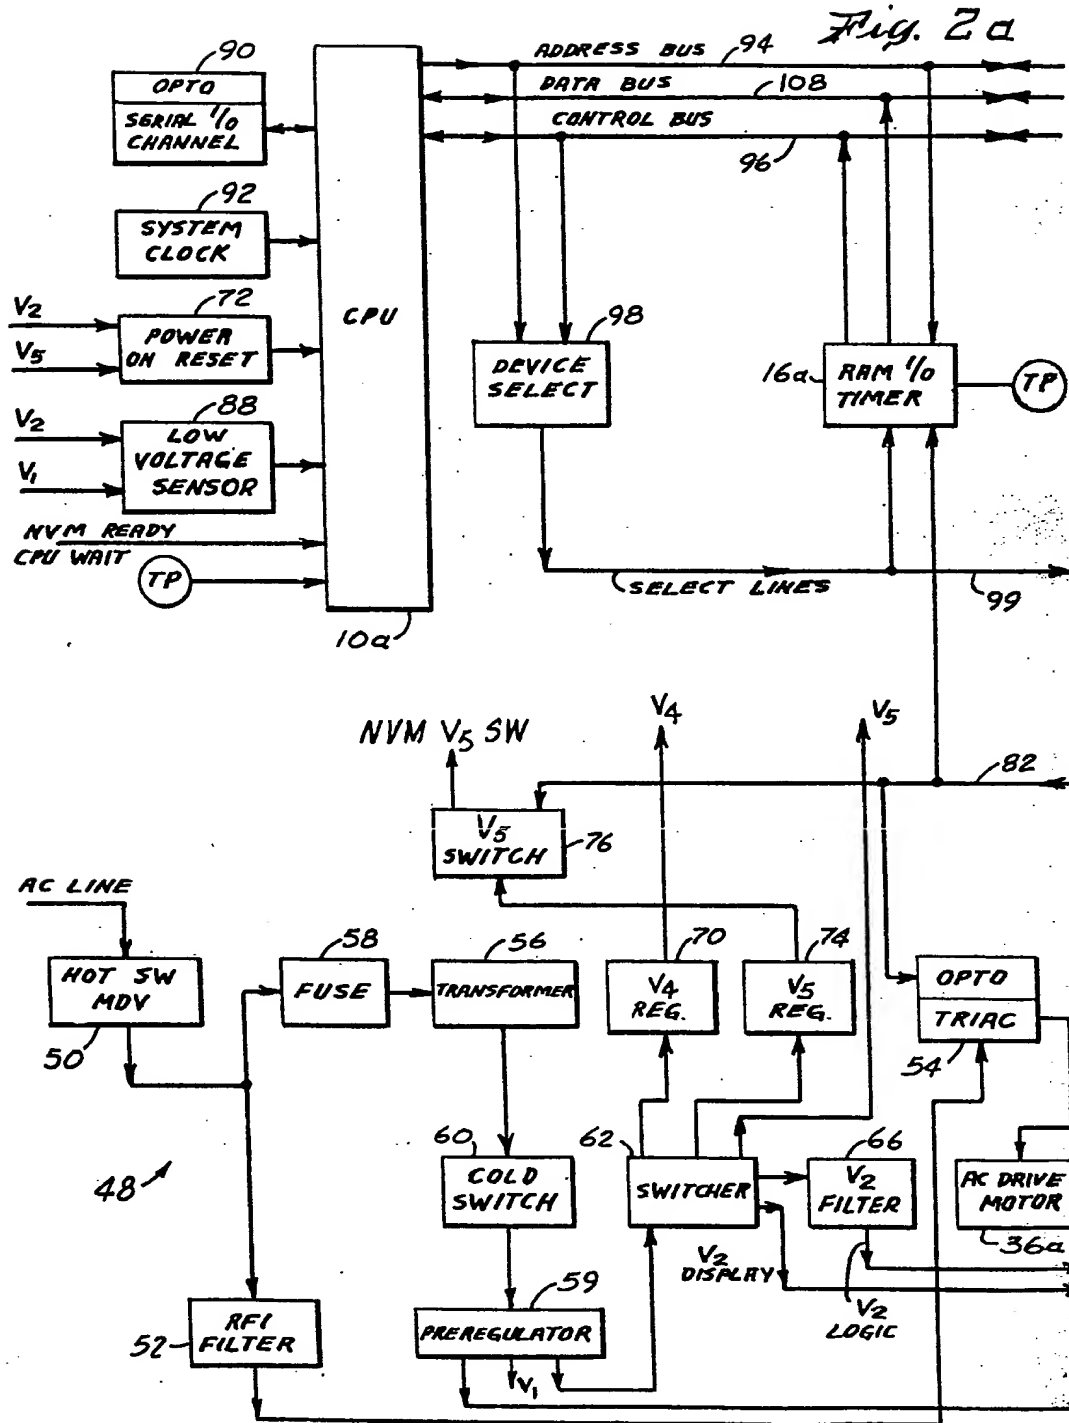 Fig. 2a
90
OPTO
SERIAL I/O
CHANNEL
92
SYSTEM
CLOCK
V2
V5
72
POWER
ON RESET
V2
V1
88
LOW
VOLTAGE
SENSOR
NVM READY
CPU WAIT
TP
CPU
10a
ADDRESS BUS
94
DATA BUS
108
CONTROL BUS
96
98
DEVICE
SELECT
16a
RAM I/O
TIMER
TP
SELECT LINES
99
NVM V5 SW
V4
V5
82
V5
SWITCH
76
AC LINE
HOT SW
MDV
50
58
FUSE
56
TRANSFORMER
70
V4
REG.
74
V5
REG.
OPTO
TRIAC
54
48
60
COLD
SWITCH
62
SWITCHER
66
V2
FILTER
AC DRIVE
MOTOR
36a
V2
DISPLAY
V2
LOGIC
52
RFI
FILTER
59
PREREGULATOR
V1